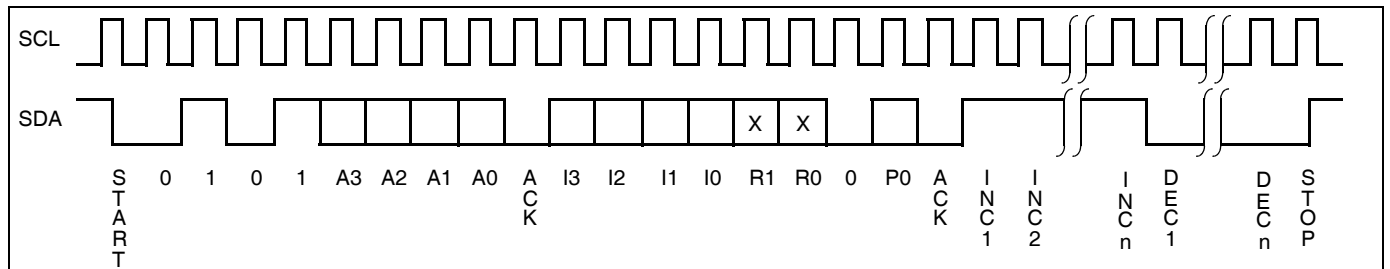 SCL
SDA
X X
START 0 1 0 1 A3 A2 A1 A0 ACK I3 I2 I1 I0 R1 R0 0 P0 ACK INC1 INC2 INCn DEC1 DECn STOP